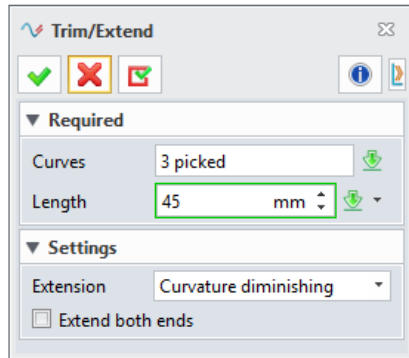 Trim/Extend
Required
Curves 3 picked
Length 45 mm
Settings
Extension Curvature diminishing
Extend both ends